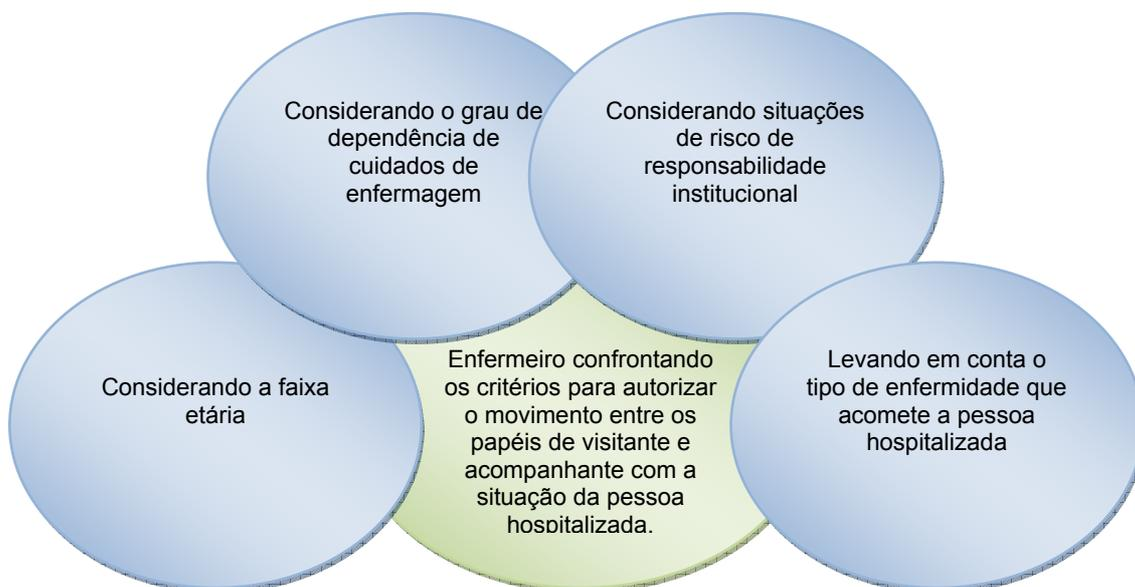 Considerando o grau de
dependência de
cuidados de
enfermagem
Considerando situações
de risco de
responsabilidade
institucional
Considerando a faixa
etária
Enfermeiro confrontando
os critérios para autorizar
o movimento entre os
papéis de visitante e
acompanhante com a
situação da pessoa
hospitalizada.
Levando em conta o
tipo de enfermidade que
acomete a pessoa
hospitalizada